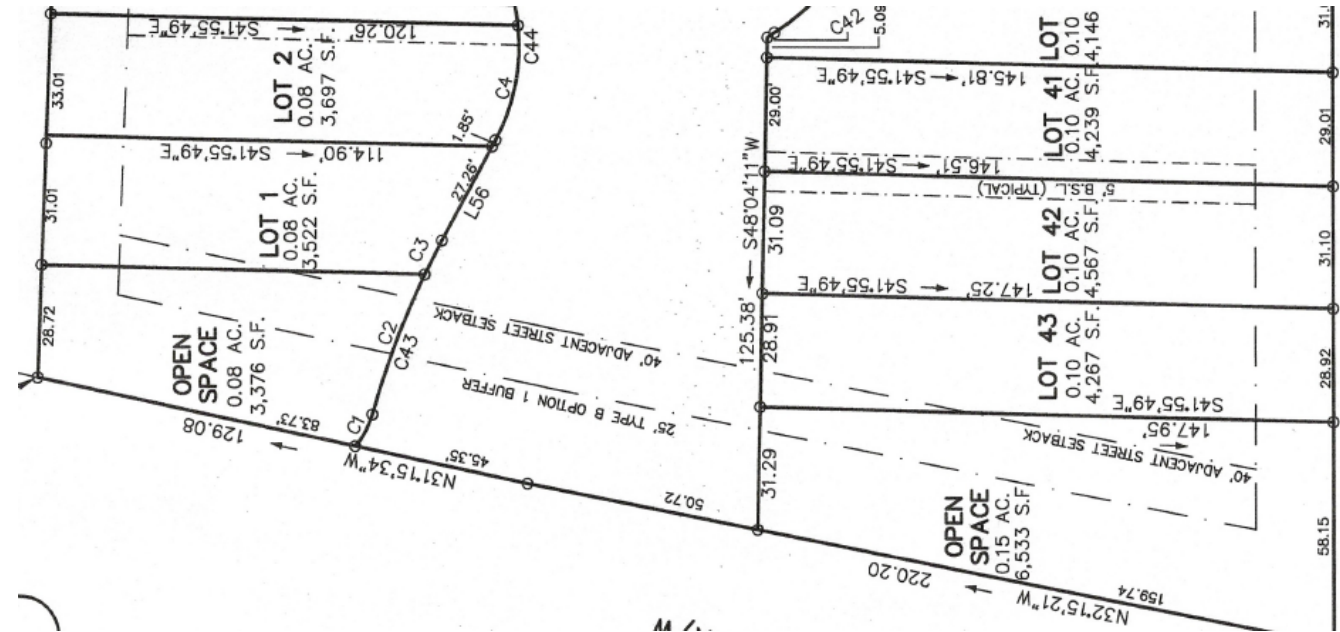 S41°55'49"E
120.26'
33.01
LOT 2
0.08 AC.
3,697 S.F.
C44
C4
1.85'
S41°55'49"E
114.90'
31.01
LOT 1
0.08 AC.
3,522 S.F.
27.26'
L56
C3
28.72
OPEN
SPACE
0.08 AC.
3,376 S.F.
C2
C43
C1
83.73'
129.08
N31°15'34"W
45.35'
50.72
40' ADJACENT STREET SETBACK
25' TYPE B OPTION 1 BUFFER
C42
5.09
29.00'
S41°55'49"E
145.81'
LOT
0.10
4,146
LOT 41
0.10 AC.
4,239 S.F.
29.01
S48°04'11"W
125.38'
S41°55'49"E
146.51'
5' B.S.L. (TYPICAL)
31.09
LOT 42
0.10 AC.
4,567 S.F.
31.10
S41°55'49"E
147.25'
28.91
LOT 43
0.10 AC.
4,267 S.F.
28.92
S41°55'49"E
147.95'
40' ADJACENT STREET SETBACK
31.29
OPEN
SPACE
0.15 AC.
6,533 S.F
58.15
220.20
N32°15'21"W
159.74